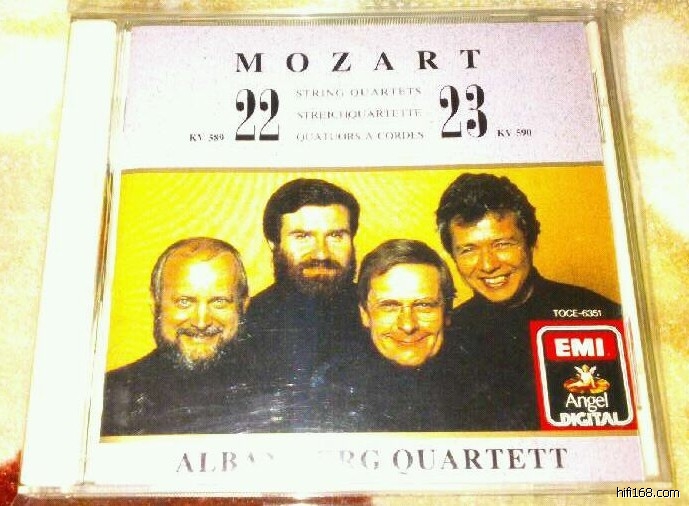 MOZART
22 STRING QUARTETS 23
STREICHQUARTETTE
KV 589 QUATUORS A CORDES KV 590
TOCE-6351
EMI
Angel
DIGITAL
QUARTETT
hifi168.com